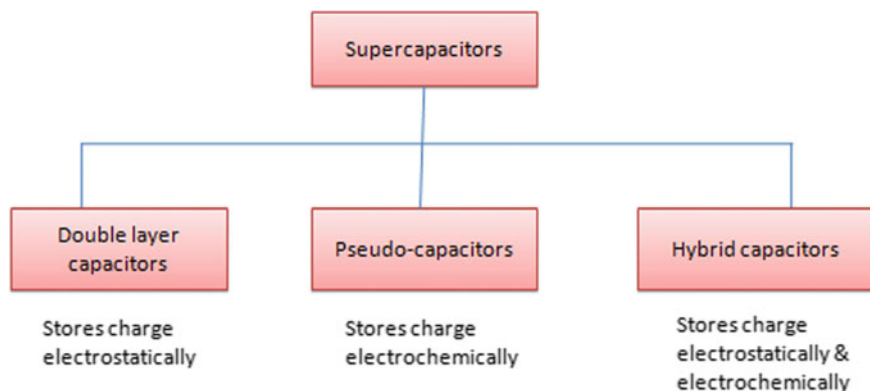 Supercapacitors
Double layer
capacitors
Pseudo-capacitors
Hybrid capacitors
Stores charge
electrostatically
Stores charge
electrochemically
Stores charge
electrostatically &
electrochemically